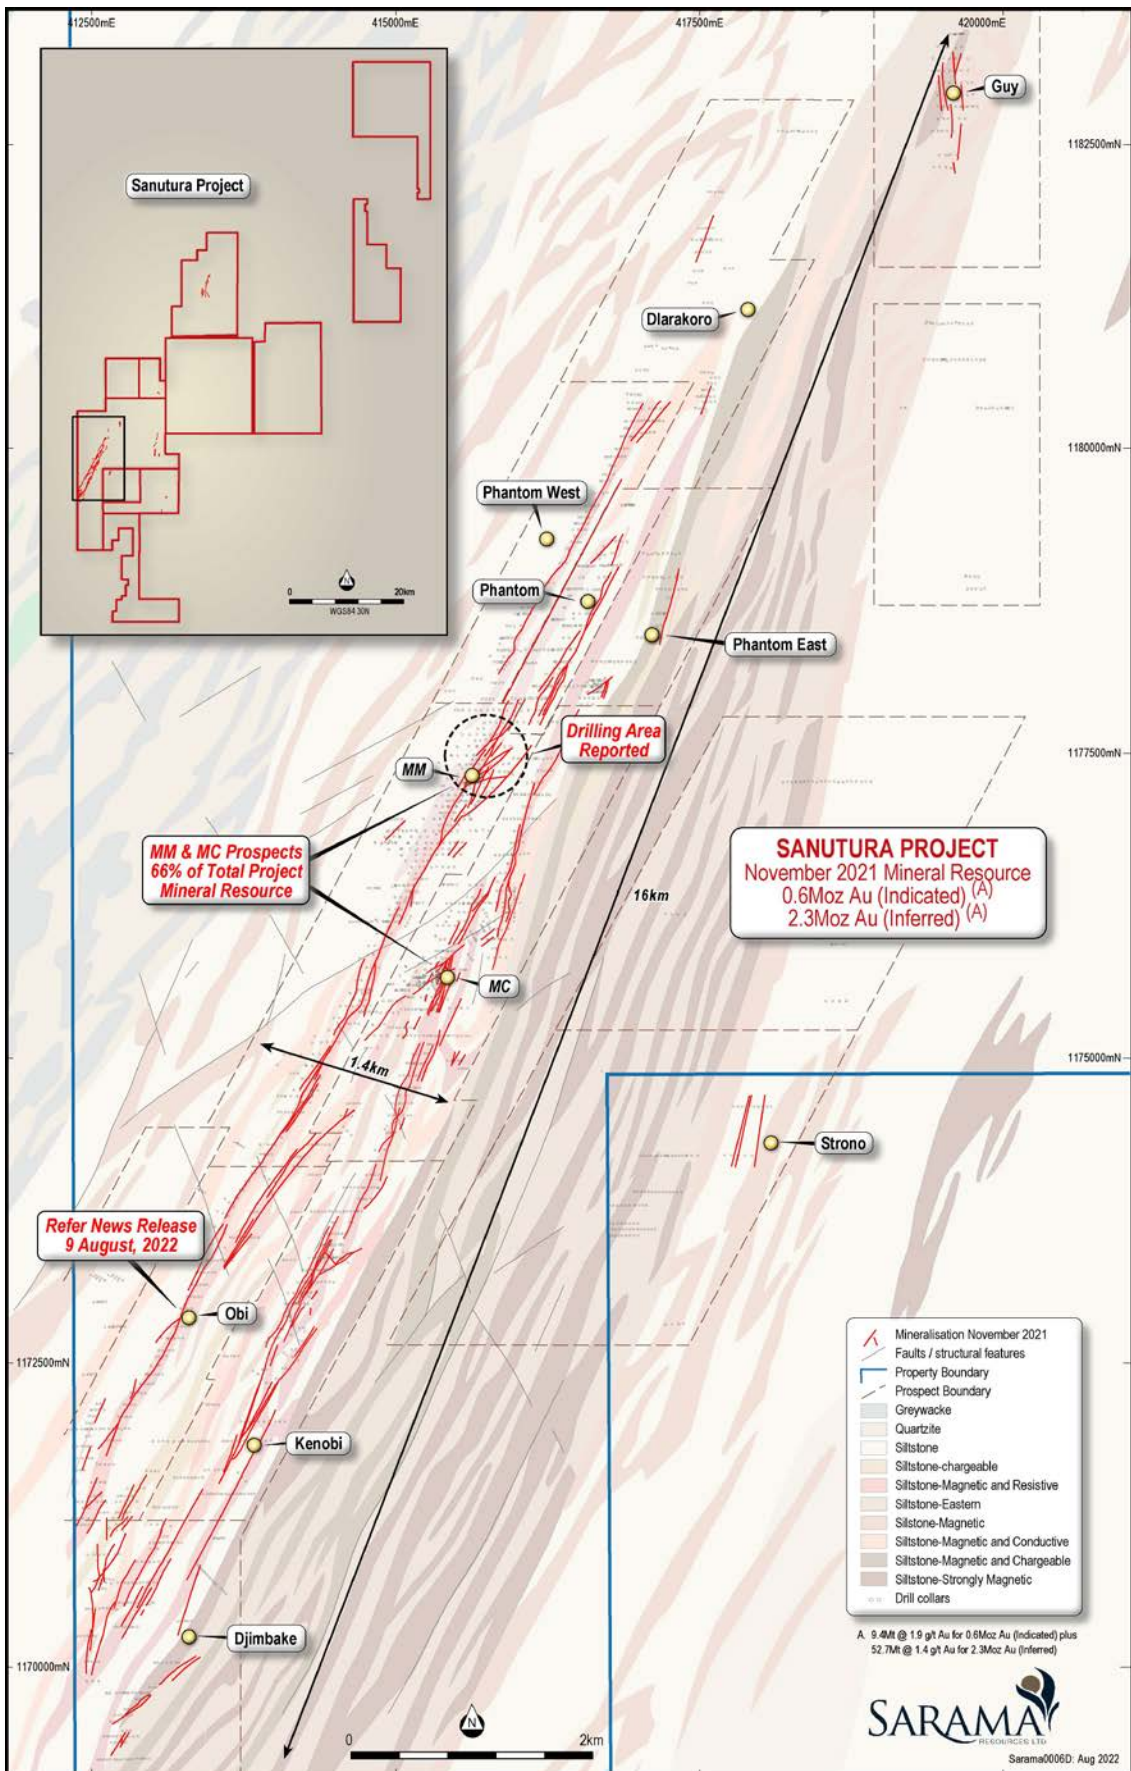 412500mE
415000mE
417500mE
420000mE
Guy
1182500mN
Sanutura Project
Dlarakoro
1180000mN
Phantom West
Phantom
Phantom East
0
20km
WGS84 30N
N
Drilling Area
Reported
1177500mN
MM
MM & MC Prospects
66% of Total Project
Mineral Resource
SANUTURA PROJECT
November 2021 Mineral Resource
0.6Moz Au (Indicated) (A)
2.3Moz Au (Inferred) (A)
16km
MC
1.4km
1175000mN
Strono
Refer News Release
9 August, 2022
Obi
1172500mN
Kenobi
Djimbake
1170000mN
Mineralisation November 2021
Faults / structural features
Property Boundary
Prospect Boundary
Greywacke
Quartzite
Siltstone
Siltstone-chargeable
Siltstone-Magnetic and Resistive
Siltstone-Eastern
Silstone-Magnetic
Siltstone-Magnetic and Conductive
Siltstone-Magnetic and Chargeable
Siltstone-Strongly Magnetic
Drill collars
A. 9.4Mt @ 1.9 g/t Au for 0.6Moz Au (Indicated) plus
52.7Mt @ 1.4 g/t Au for 2.3Moz Au (Inferred)
N
0
2km
SARAMA
RESOURCES LTD
Sarama0006D: Aug 2022